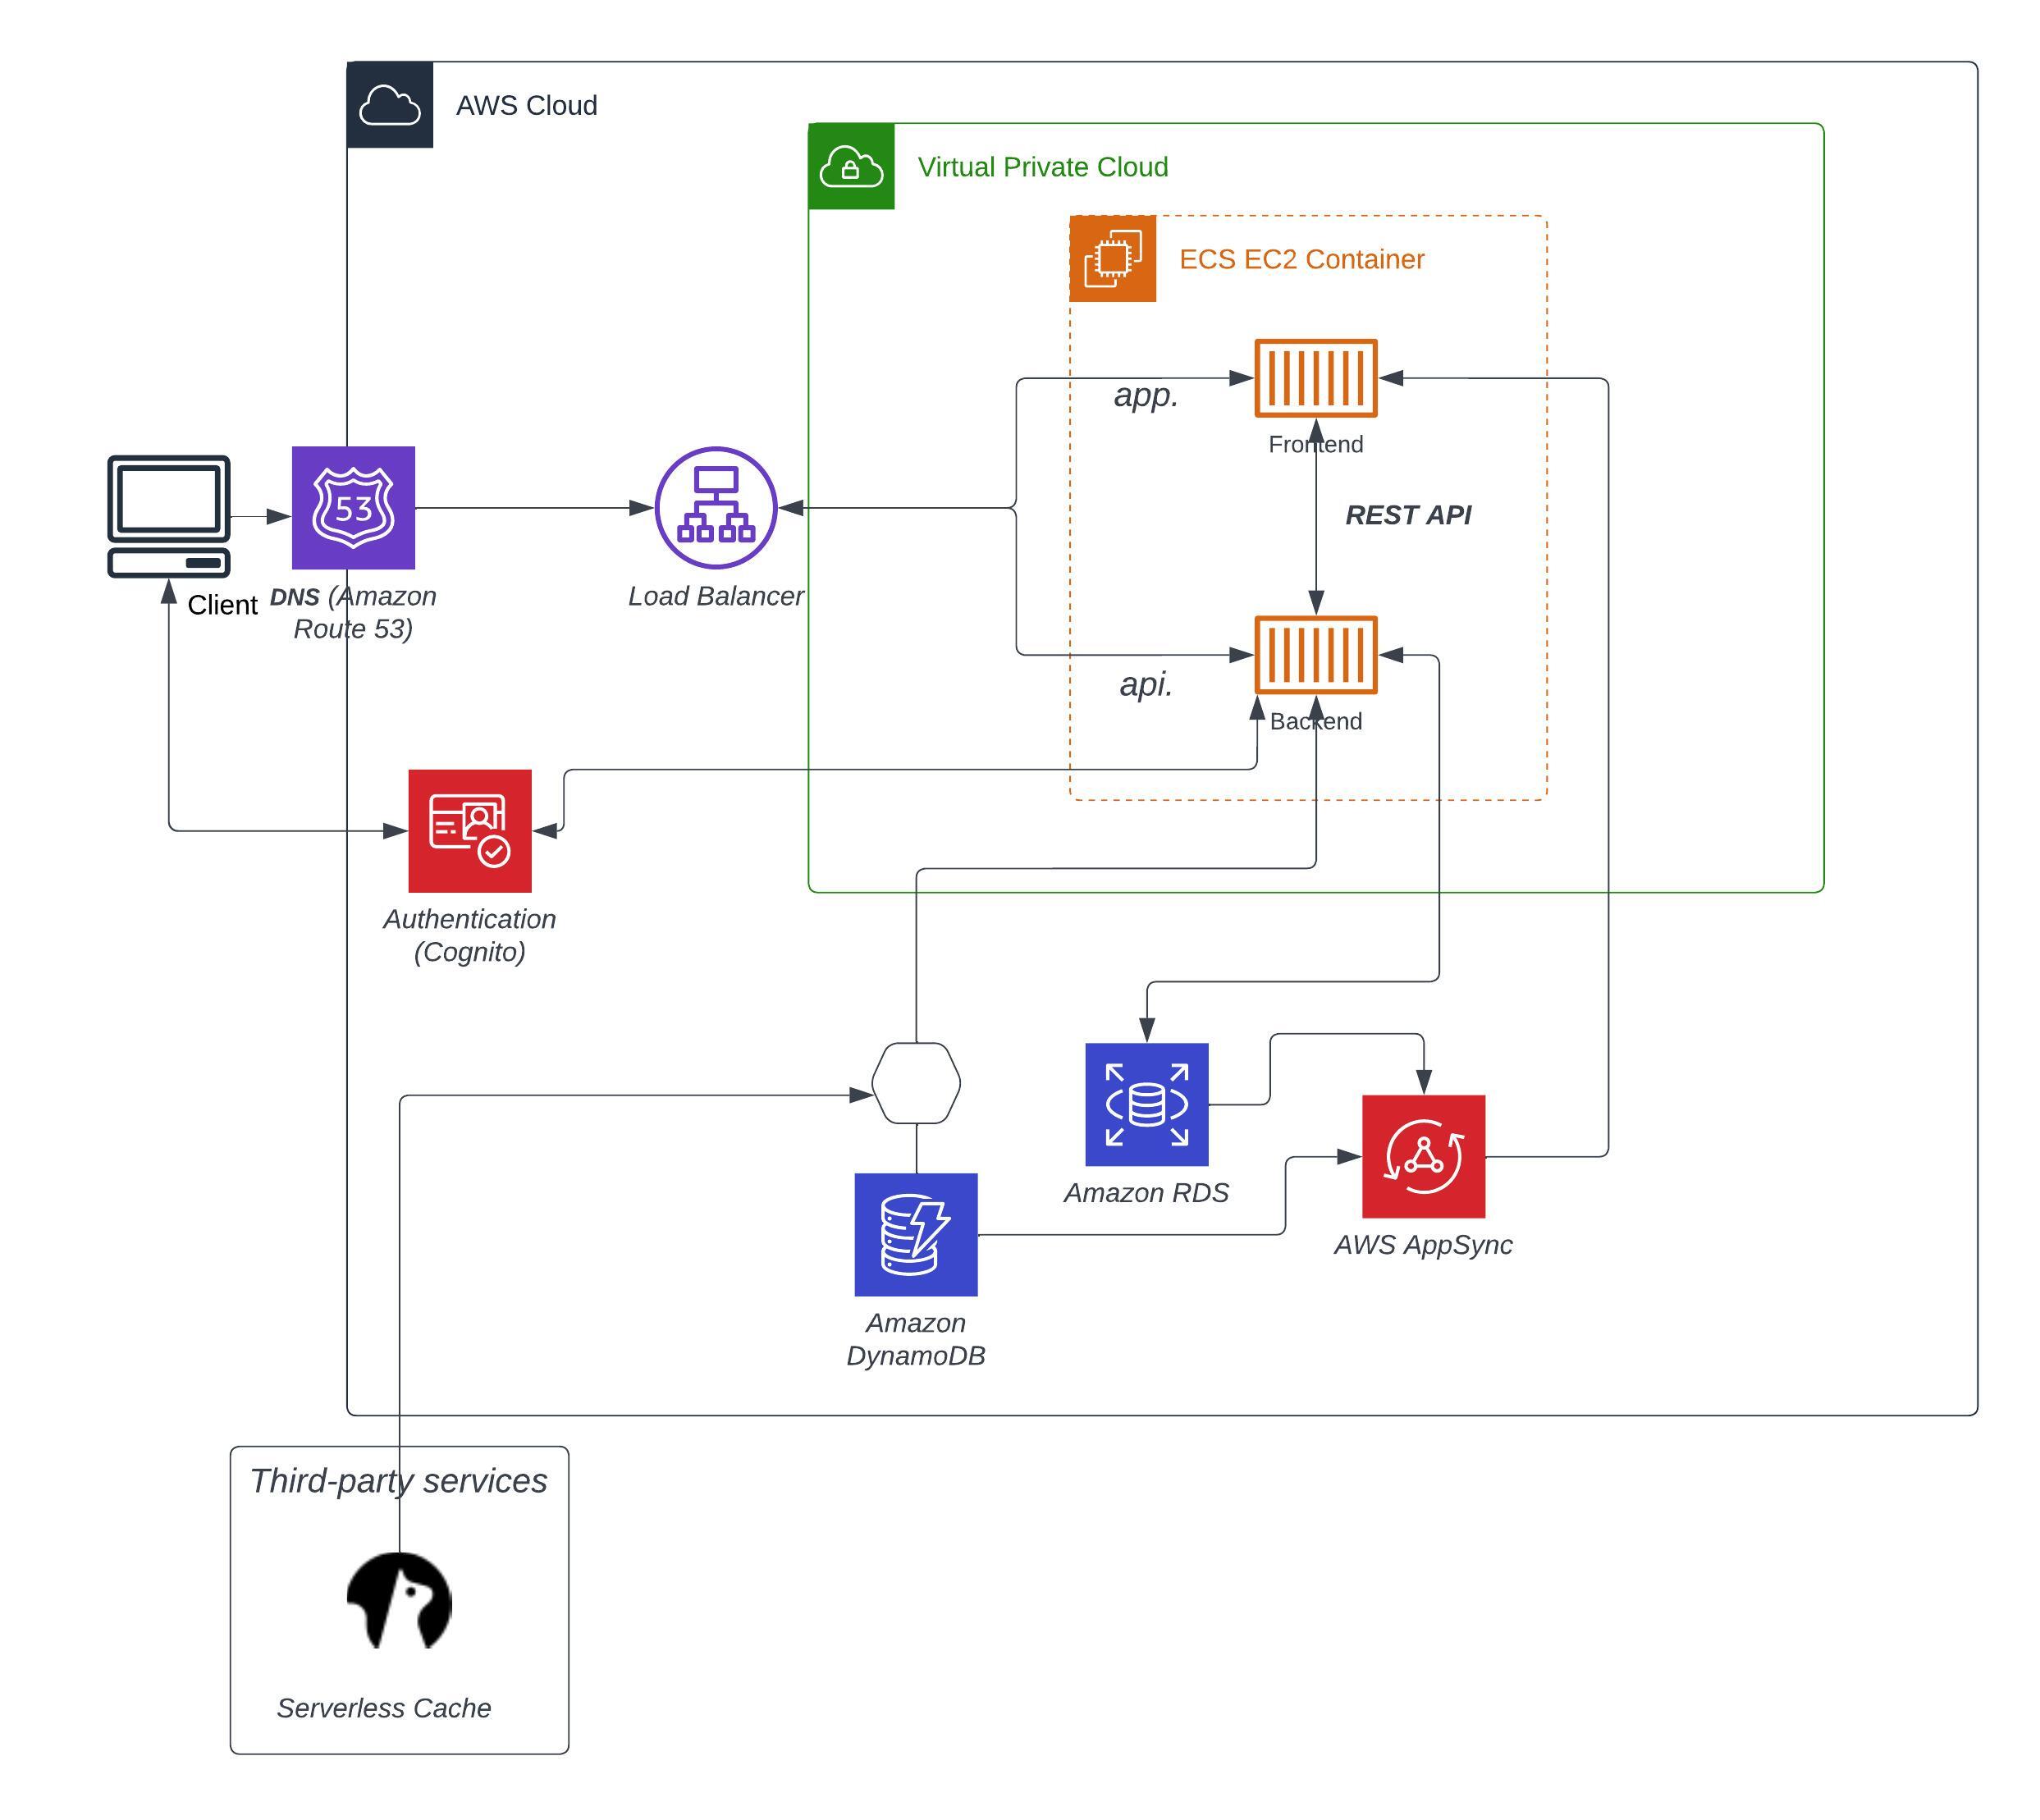 AWS Cloud
Virtual Private Cloud
ECS EC2 Container
app.
Frontend
53
REST API
Client
DNS (Amazon
Route 53)
Load Balancer
api.
Backend
Authentication
(Cognito)
Amazon RDS
AWS AppSync
Amazon
DynamoDB
Third-party services
Serverless Cache